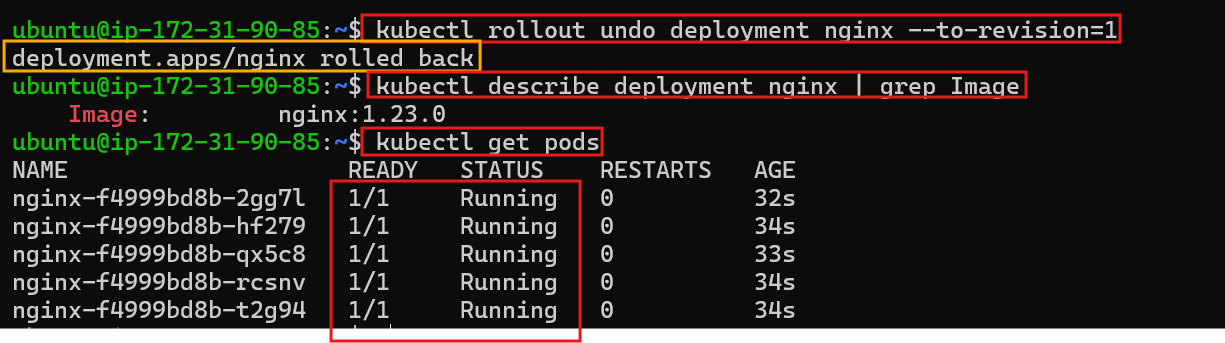 ubuntu@ip-172-31-90-85:~$ kubectl rollout undo deployment nginx --to-revision=1
deployment.apps/nginx rolled back
ubuntu@ip-172-31-90-85:~$ kubectl describe deployment nginx | grep Image
    Image:         nginx:1.23.0
ubuntu@ip-172-31-90-85:~$ kubectl get pods
NAME                    READY   STATUS    RESTARTS   AGE
nginx-f4999bd8b-2gg7l   1/1     Running   0          32s
nginx-f4999bd8b-hf279   1/1     Running   0          34s
nginx-f4999bd8b-qx5c8   1/1     Running   0          33s
nginx-f4999bd8b-rcsnv   1/1     Running   0          34s
nginx-f4999bd8b-t2g94   1/1     Running   0          34s